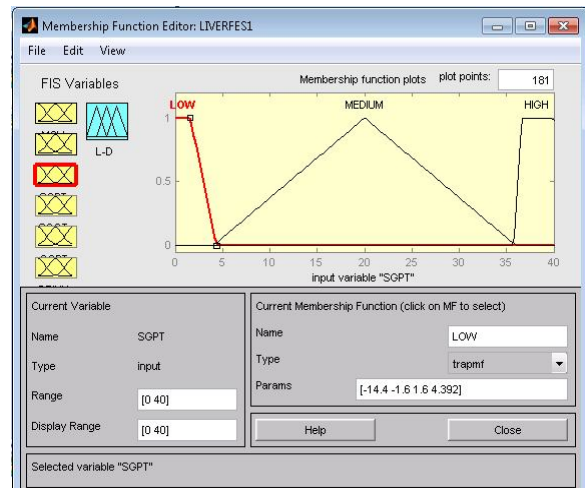 Membership Function Editor: LIVERFES1
File Edit View
FIS Variables
Membership function plots plot points: 181
L-D
LOW MEDIUM HIGH
1
0.5
0
0 5 10 15 20 25 30 35 40
input variable "SGPT"
Current Variable
Name SGPT
Type input
Range [0 40]
Display Range [0 40]
Current Membership Function (click on MF to select)
Name LOW
Type trapmf
Params [-14.4 -1.6 1.6 4.392]
Help Close
Selected variable "SGPT"